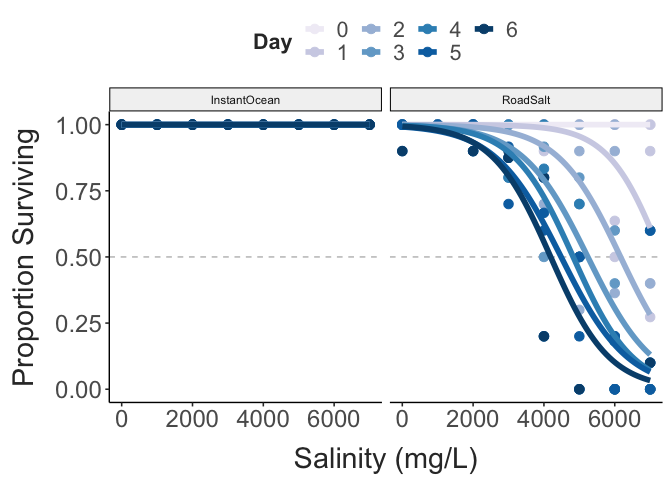 Day 0 2 4 6
1 3 5
InstantOcean RoadSalt
1.00
0.75
0.50
0.25
0.00
Proportion Surviving
0 2000 4000 6000 0 2000 4000 6000
Salinity (mg/L)